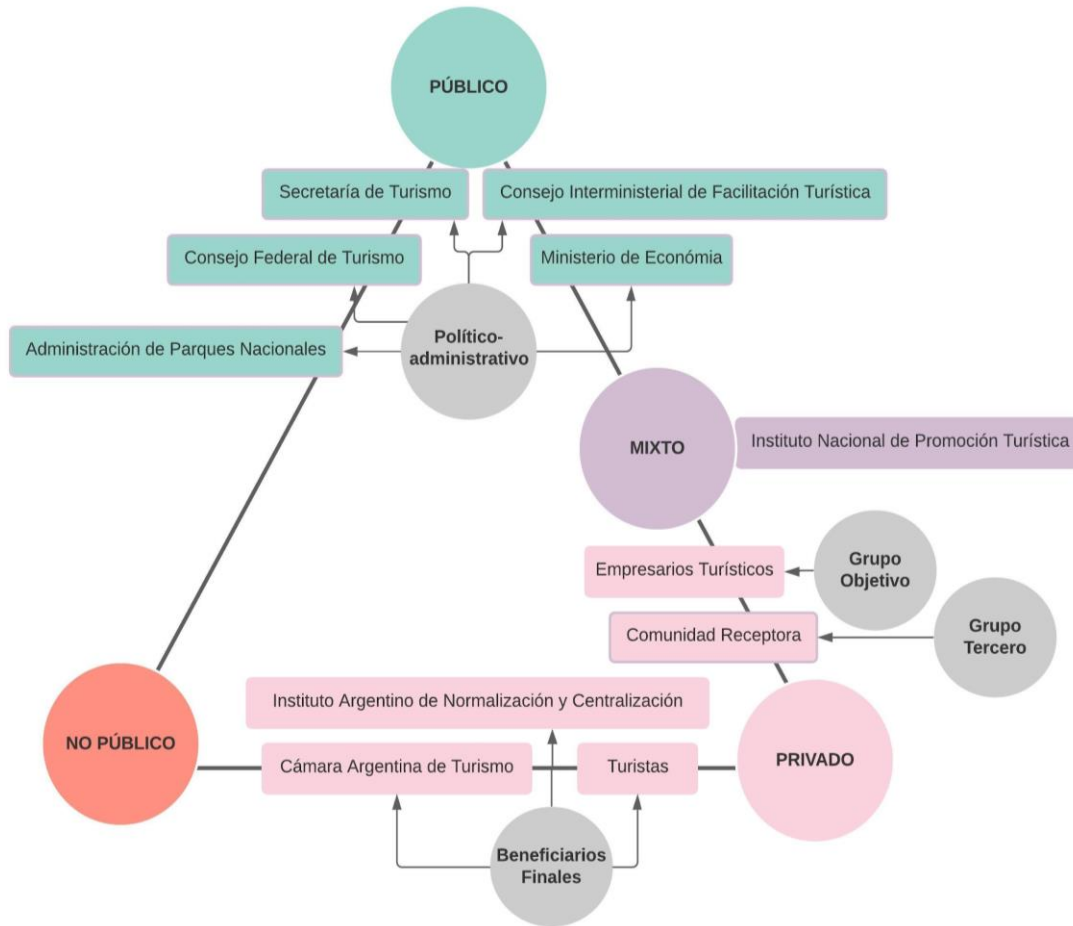 PÚBLICO
Secretaría de Turismo
Consejo Interministerial de Facilitación Turística
Consejo Federal de Turismo
Ministerio de Económia
Político-
administrativo
Administración de Parques Nacionales
MIXTO
Instituto Nacional de Promoción Turística
Empresarios Turísticos
Grupo
Objetivo
Comunidad Receptora
Grupo
Tercero
Instituto Argentino de Normalización y Centralización
NO PÚBLICO
Cámara Argentina de Turismo
Turistas
PRIVADO
Beneficiarios
Finales